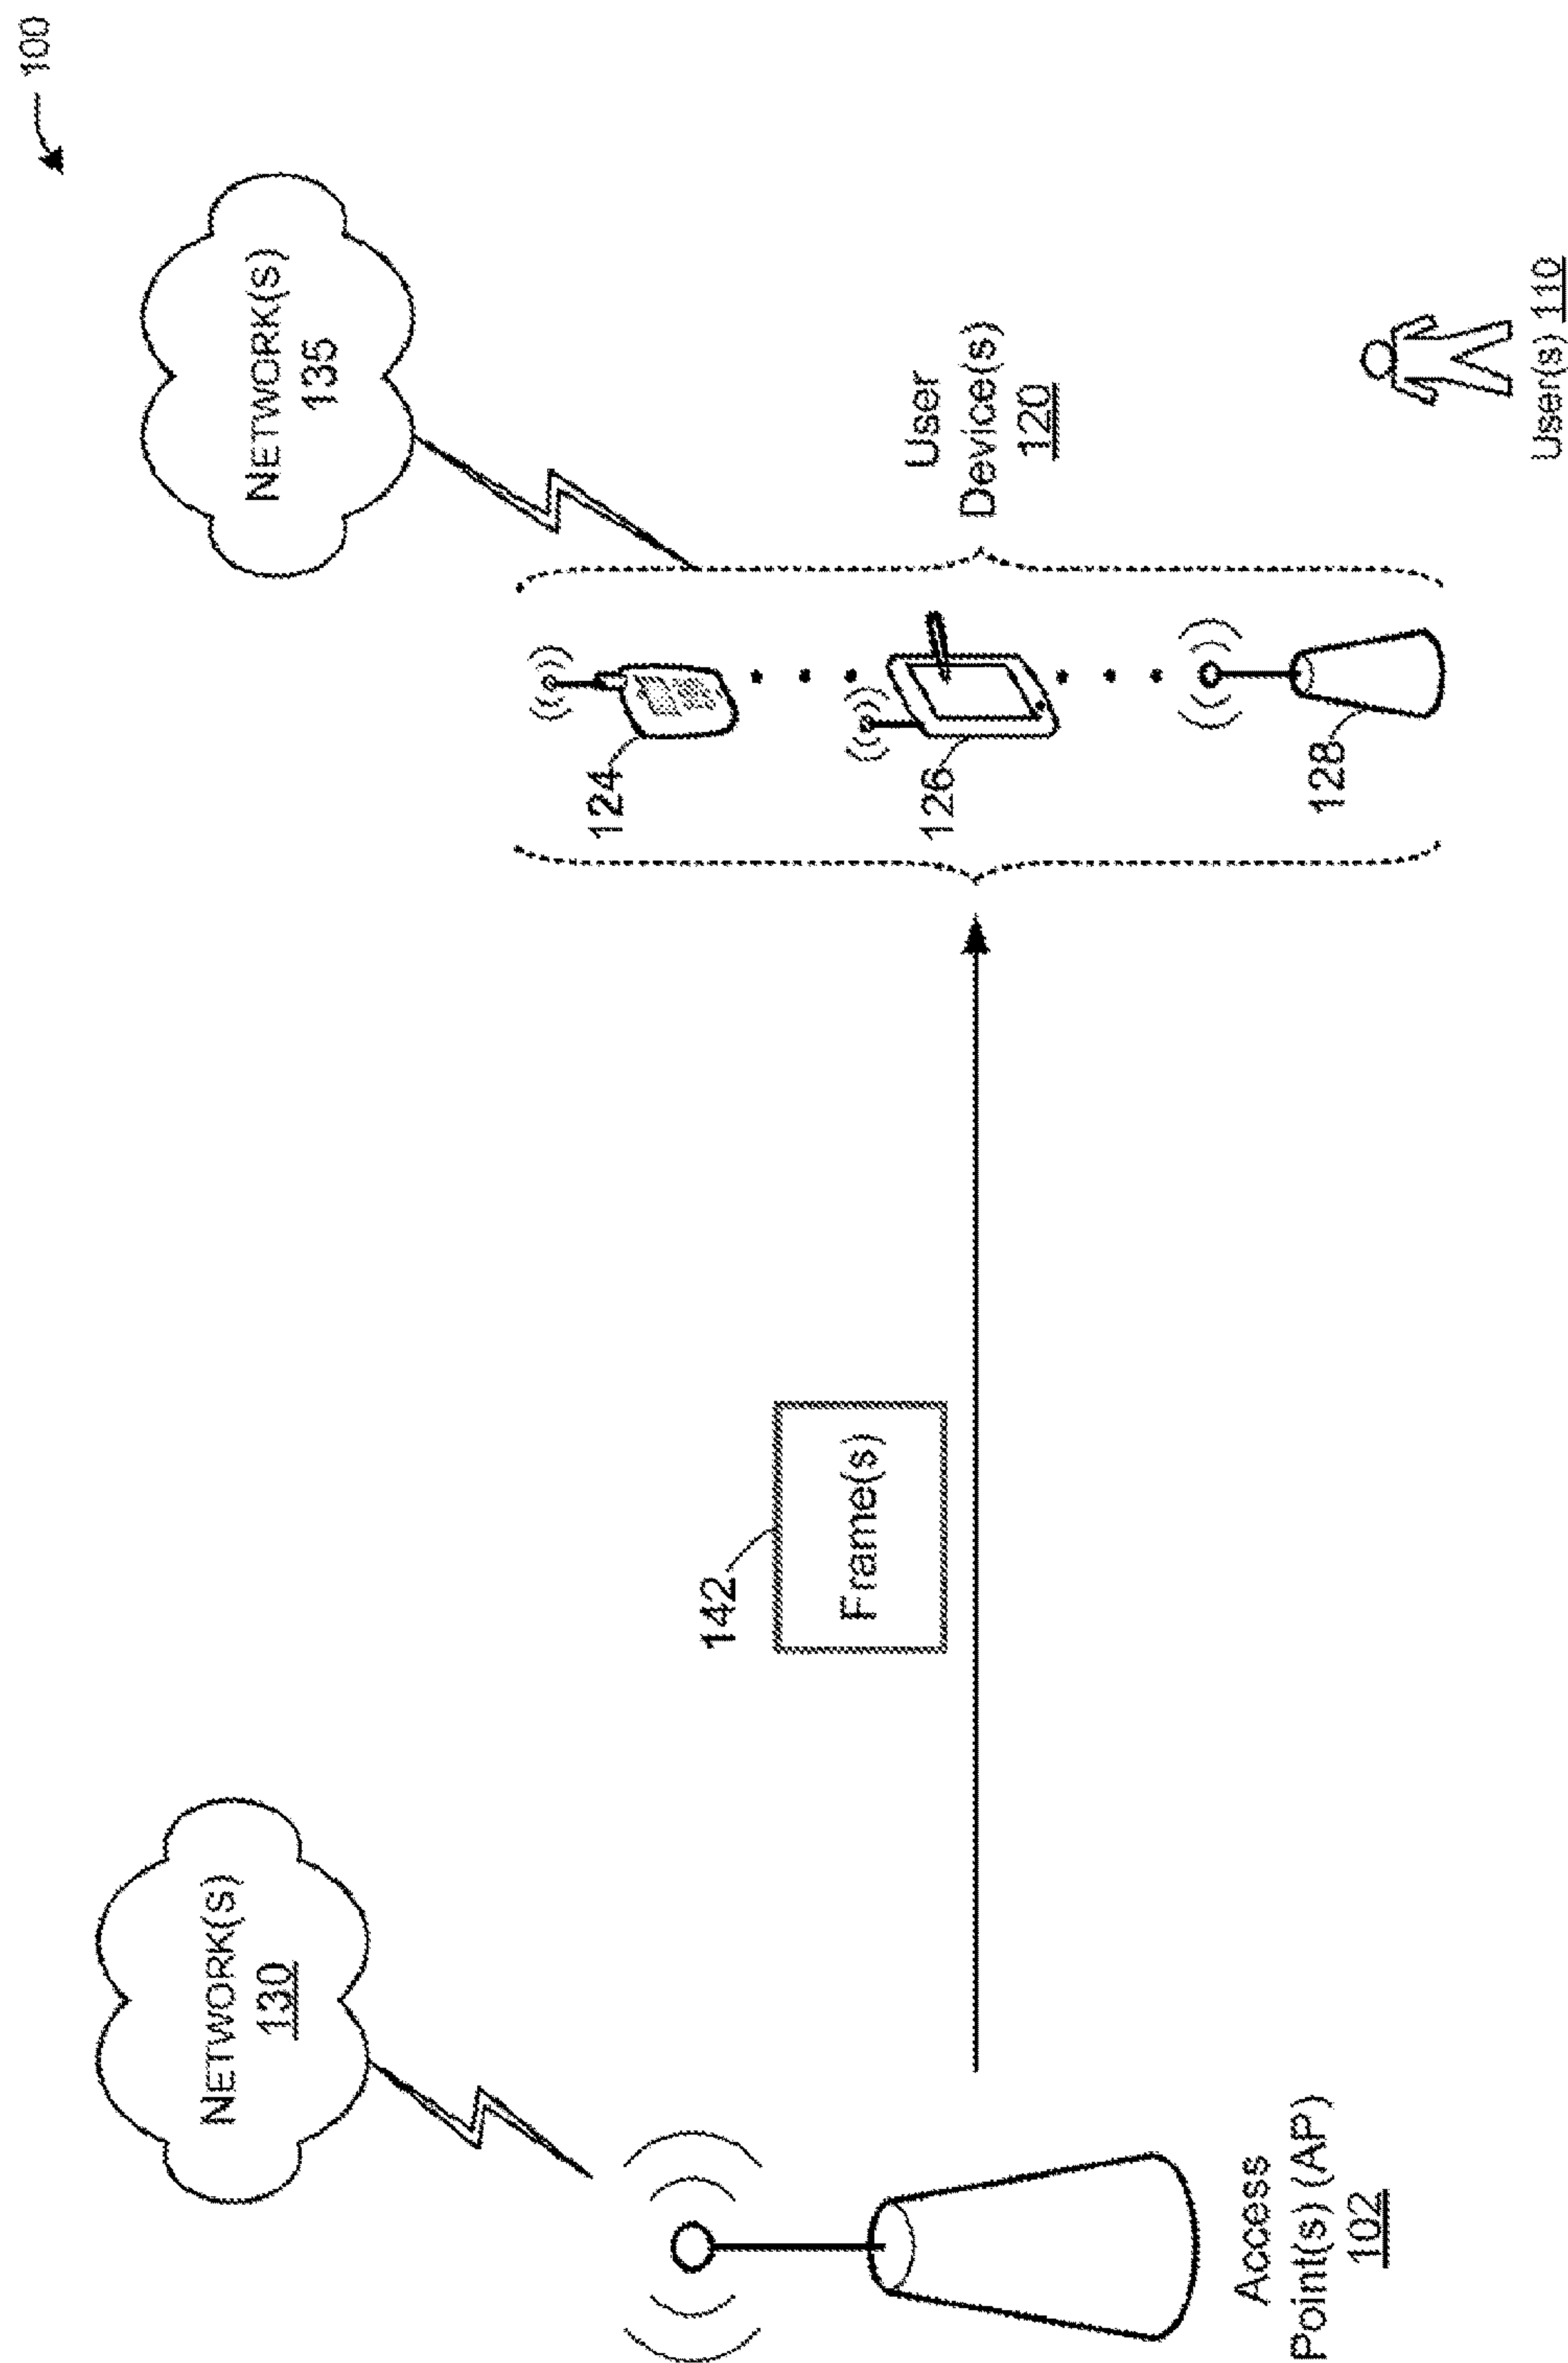 100
NETWORK(S)
130
NETWORK(S)
135
142
Frame(s)
124
126
128
User
Device(s)
120
Access
Point(s) (AP)
102
User(s) 110